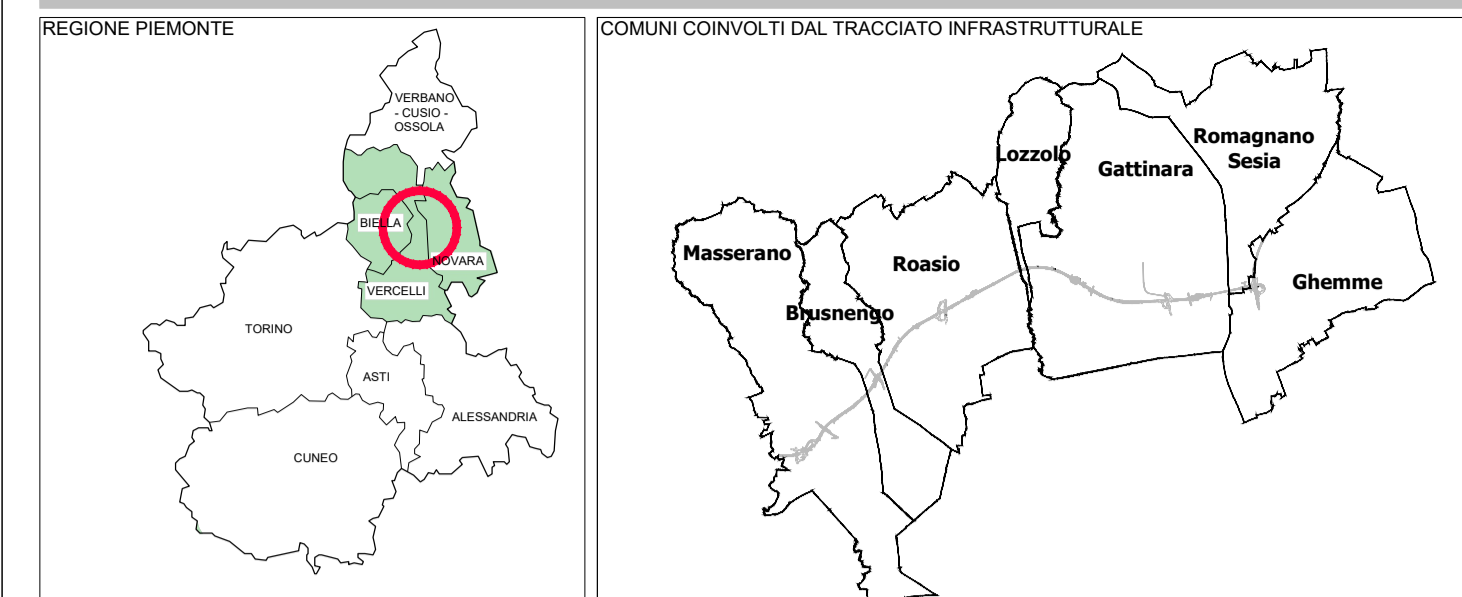 REGIONE PIEMONTE
VERBANO
- CUSIO -
OSSOLA
BIELLA
NOVARA
VERCELLI
TORINO
ASTI
ALESSANDRIA
CUNEO
COMUNI COINVOLTI DAL TRACCIATO INFRASTRUTTURALE
Romagnano
Sesia
Lozzolo
Gattinara
Masserano
Roasio
Ghemme
Brusnengo